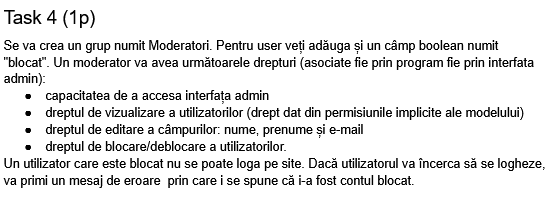 Task 4 (1p)
Se va crea un grup numit Moderatori. Pentru user veți adăuga și un câmp boolean numit
"blocat". Un moderator va avea următoarele drepturi (asociate fie prin program fie prin interfata
admin):
● capacitatea de a accesa interfața admin
● dreptul de vizualizare a utilizatorilor (drept dat din permisiunile implicite ale modelului)
● dreptul de editare a câmpurilor: nume, prenume și e-mail
● dreptul de blocare/deblocare a utilizatorilor.
Un utilizator care este blocat nu se poate loga pe site. Dacă utilizatorul va încerca să se logheze,
va primi un mesaj de eroare  prin care i se spune că i-a fost contul blocat.